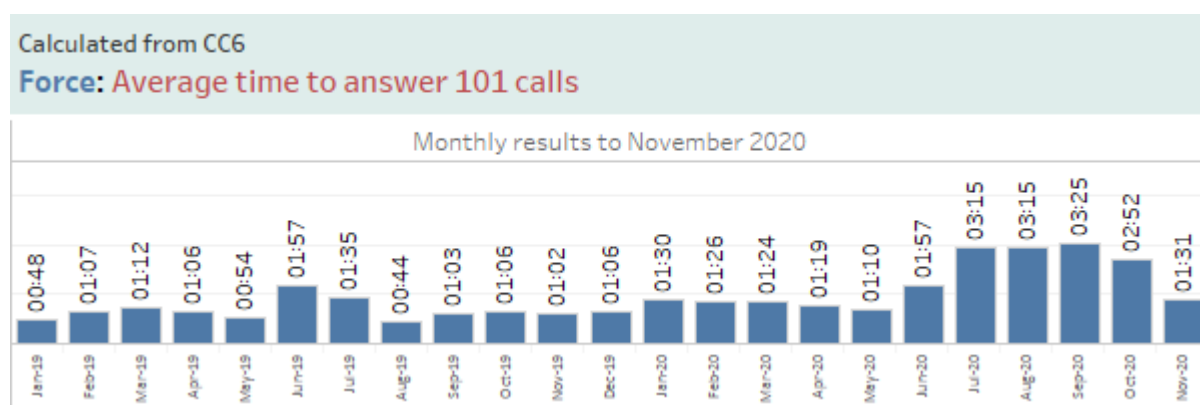 Calculated from CC6
Force: Average time to answer 101 calls
Monthly results to November 2020
00:48 01:07 01:12 01:06 00:54 01:57 01:35 00:44 01:03 01:06 01:02 01:06 01:30 01:26 01:24 01:19 01:10 01:57 03:15 03:15 03:25 02:52 01:31
Jan-19 Feb-19 Mar-19 Apr-19 May-19 Jun-19 Jul-19 Aug-19 Sep-19 Oct-19 Nov-19 Dec-19 Jan-20 Feb-20 Mar-20 Apr-20 May-20 Jun-20 Jul-20 Aug-20 Sep-20 Oct-20 Nov-20